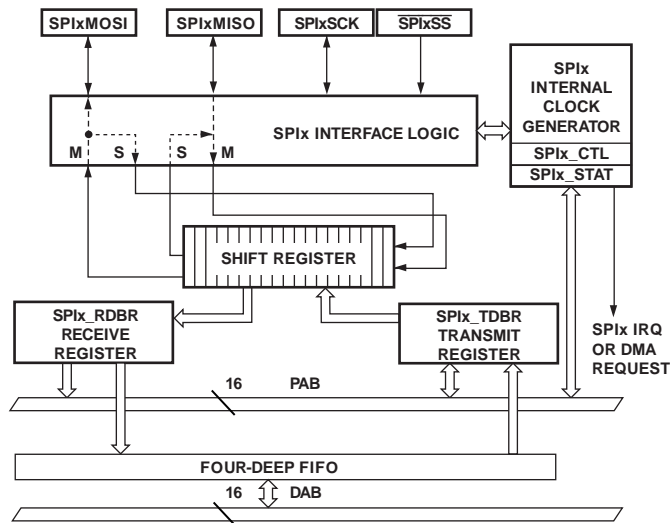 SPIxMOSI
SPIxMISO
SPIxSCK
SPIxSS
SPIx
INTERNAL
CLOCK
GENERATOR
SPIx_CTL
SPIx_STAT
SPIx INTERFACE LOGIC
M S S M
SHIFT REGISTER
SPIx_RDBR
RECEIVE
REGISTER
SPIx_TDBR
TRANSMIT
REGISTER
SPIx IRQ
OR DMA
REQUEST
16 PAB
FOUR-DEEP FIFO
16 DAB